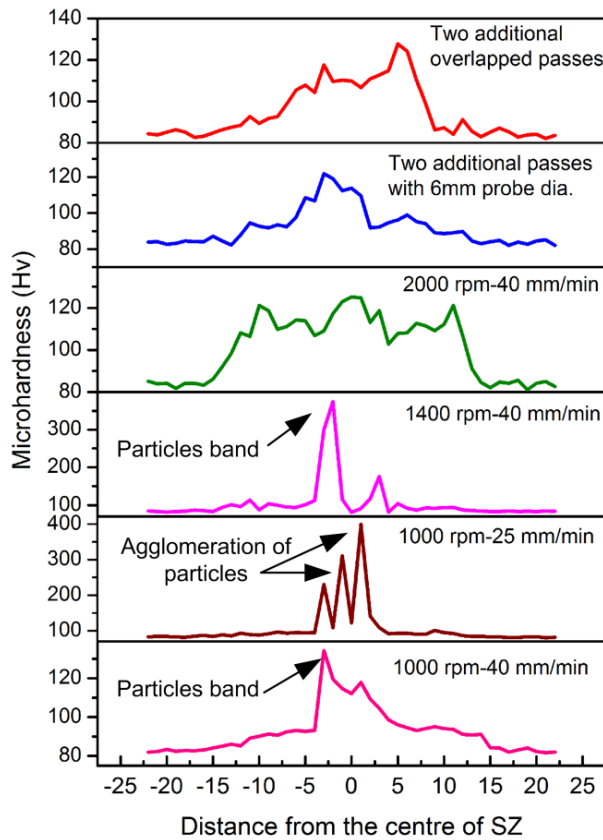 140
Two additional
overlapped passes
120
100
80
Two additional passes
with 6mm probe dia.
120
100
80
2000 rpm-40 mm/min
120
100
80
1400 rpm-40 mm/min
Particles band
300
200
100
400
1000 rpm-25 mm/min
Agglomeration of
particles
300
200
100
1000 rpm-40 mm/min
Particles band
120
100
80
Microhardness (Hv)
-25 -20 -15 -10 -5 0 5 10 15 20 25
Distance from the centre of SZ